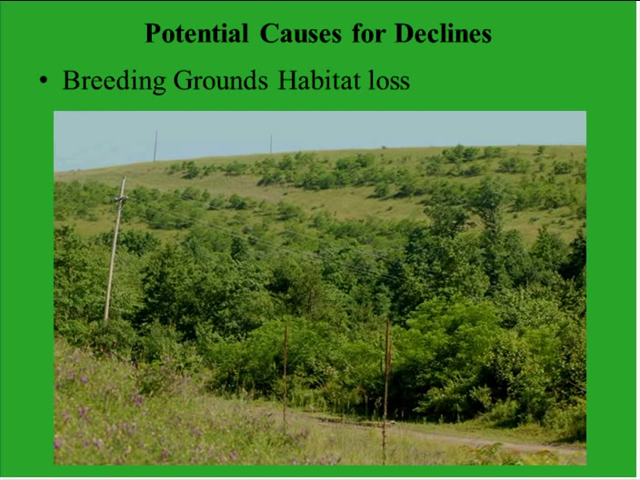 Potential Causes for Declines
• Breeding Grounds Habitat loss